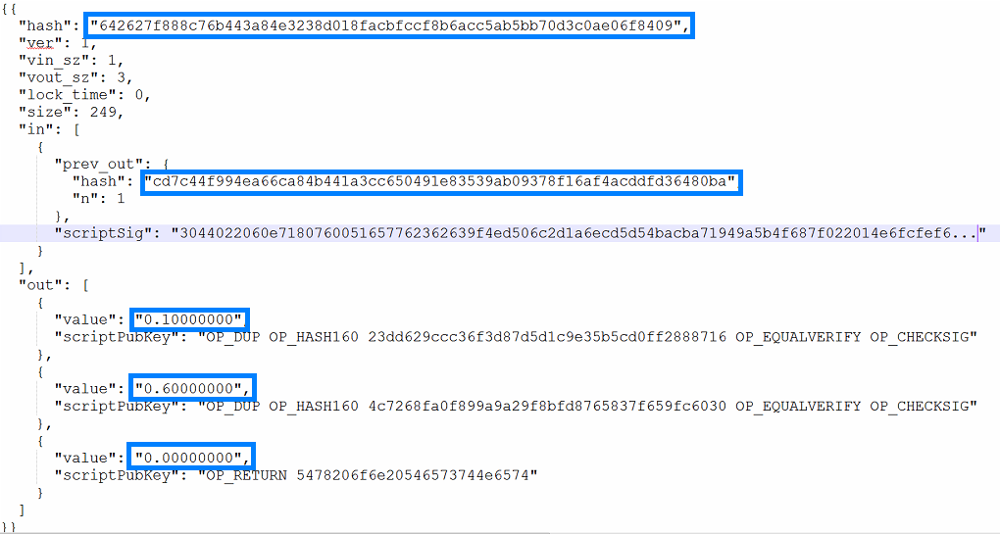 {{
"hash": "642627f888c76b443a84e3238d018facbfccf8b6acc5ab5bb70d3c0ae06f8409",
"ver": 1,
"vin_sz": 1,
"vout_sz": 3,
"lock_time": 0,
"size": 249,
"in": [
{
"prev_out": {
"hash": "cd7c44f994ea66ca84b441a3cc650491e83539ab09378f16af4acddfd36480ba",
"n": 1
},
"scriptSig": "3044022060e7180760051657762362639f4ed506c2d1a6ecd5d54bacba71949a5b4f687f022014e6fcfef6..."
}
],
"out": [
{
"value": "0.10000000",
"scriptPubKey": "OP_DUP OP_HASH160 23dd629ccc36f3d87d5d1c9e35b5cd0ff2888716 OP_EQUALVERIFY OP_CHECKSIG"
},
{
"value": "0.60000000",
"scriptPubKey": "OP_DUP OP_HASH160 4c7268fa0f899a9a29f8bfd8765837f659fc6030 OP_EQUALVERIFY OP_CHECKSIG"
},
{
"value": "0.00000000",
"scriptPubKey": "OP_RETURN 5478206f6e20546573744e6574"
}
]
}}